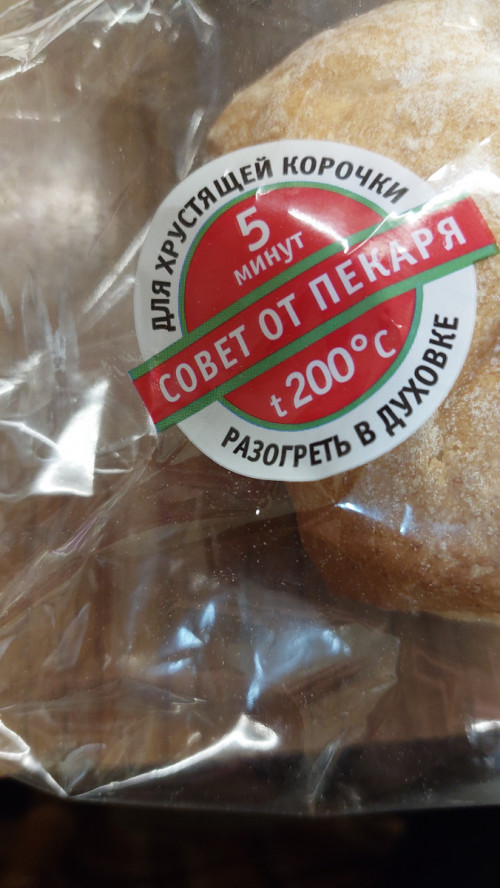 ДЛЯ ХРУСТЯЩЕЙ КОРОЧКИ
5
минут
СОВЕТ ОТ ПЕКАРЯ
t 200°С
РАЗОГРЕТЬ В ДУХОВКЕ